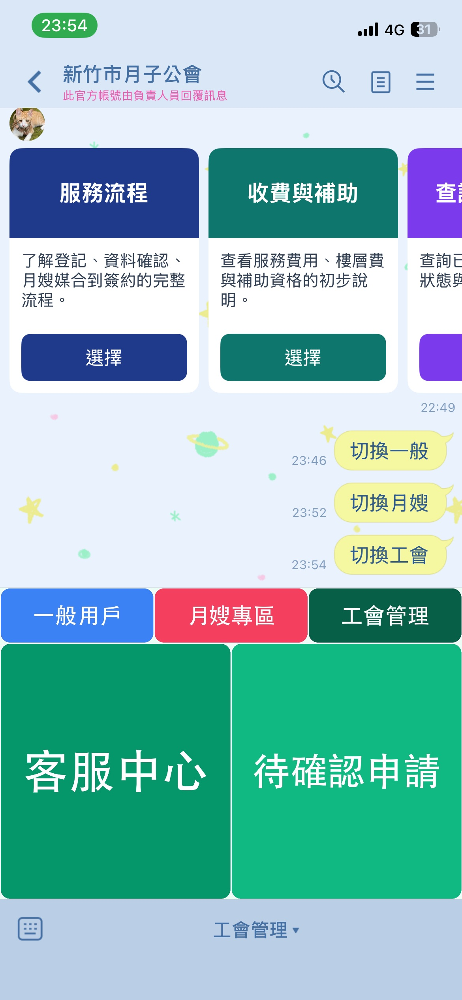 23:54
4G
31
新竹市月子公會
此官方帳號由負責人員回覆訊息
服務流程
了解登記、資料確認、
月嫂媒合到簽約的完整
流程。
選擇
收費與補助
查看服務費用、樓層費
與補助資格的初步說
明。
選擇
查
查詢已
狀態與
22:49
切換一般
23:46
切換月嫂
23:52
切換工會
23:54
一般用戶
月嫂專區
工會管理
客服中心
待確認申請
工會管理